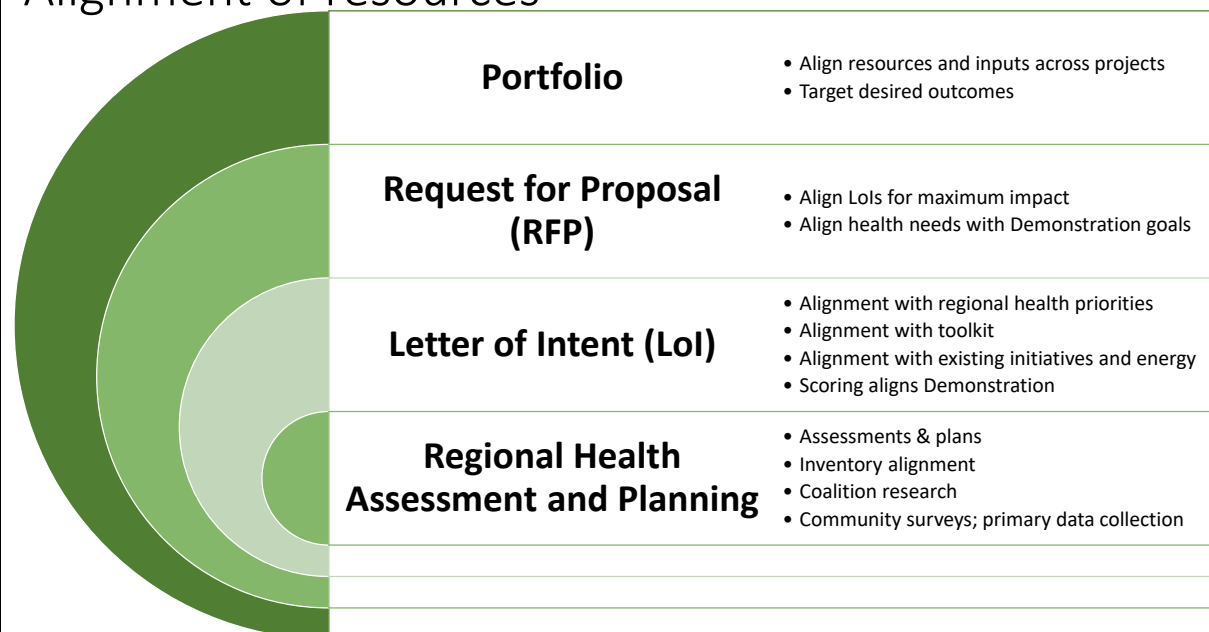 Alignment of resources
Portfolio
• Align resources and inputs across projects
• Target desired outcomes
Request for Proposal
(RFP)
• Align LoIs for maximum impact
• Align health needs with Demonstration goals
Letter of Intent (LoI)
• Alignment with regional health priorities
• Alignment with toolkit
• Alignment with existing initiatives and energy
• Scoring aligns Demonstration
Regional Health
Assessment and Planning
• Assessments & plans
• Inventory alignment
• Coalition research
• Community surveys; primary data collection